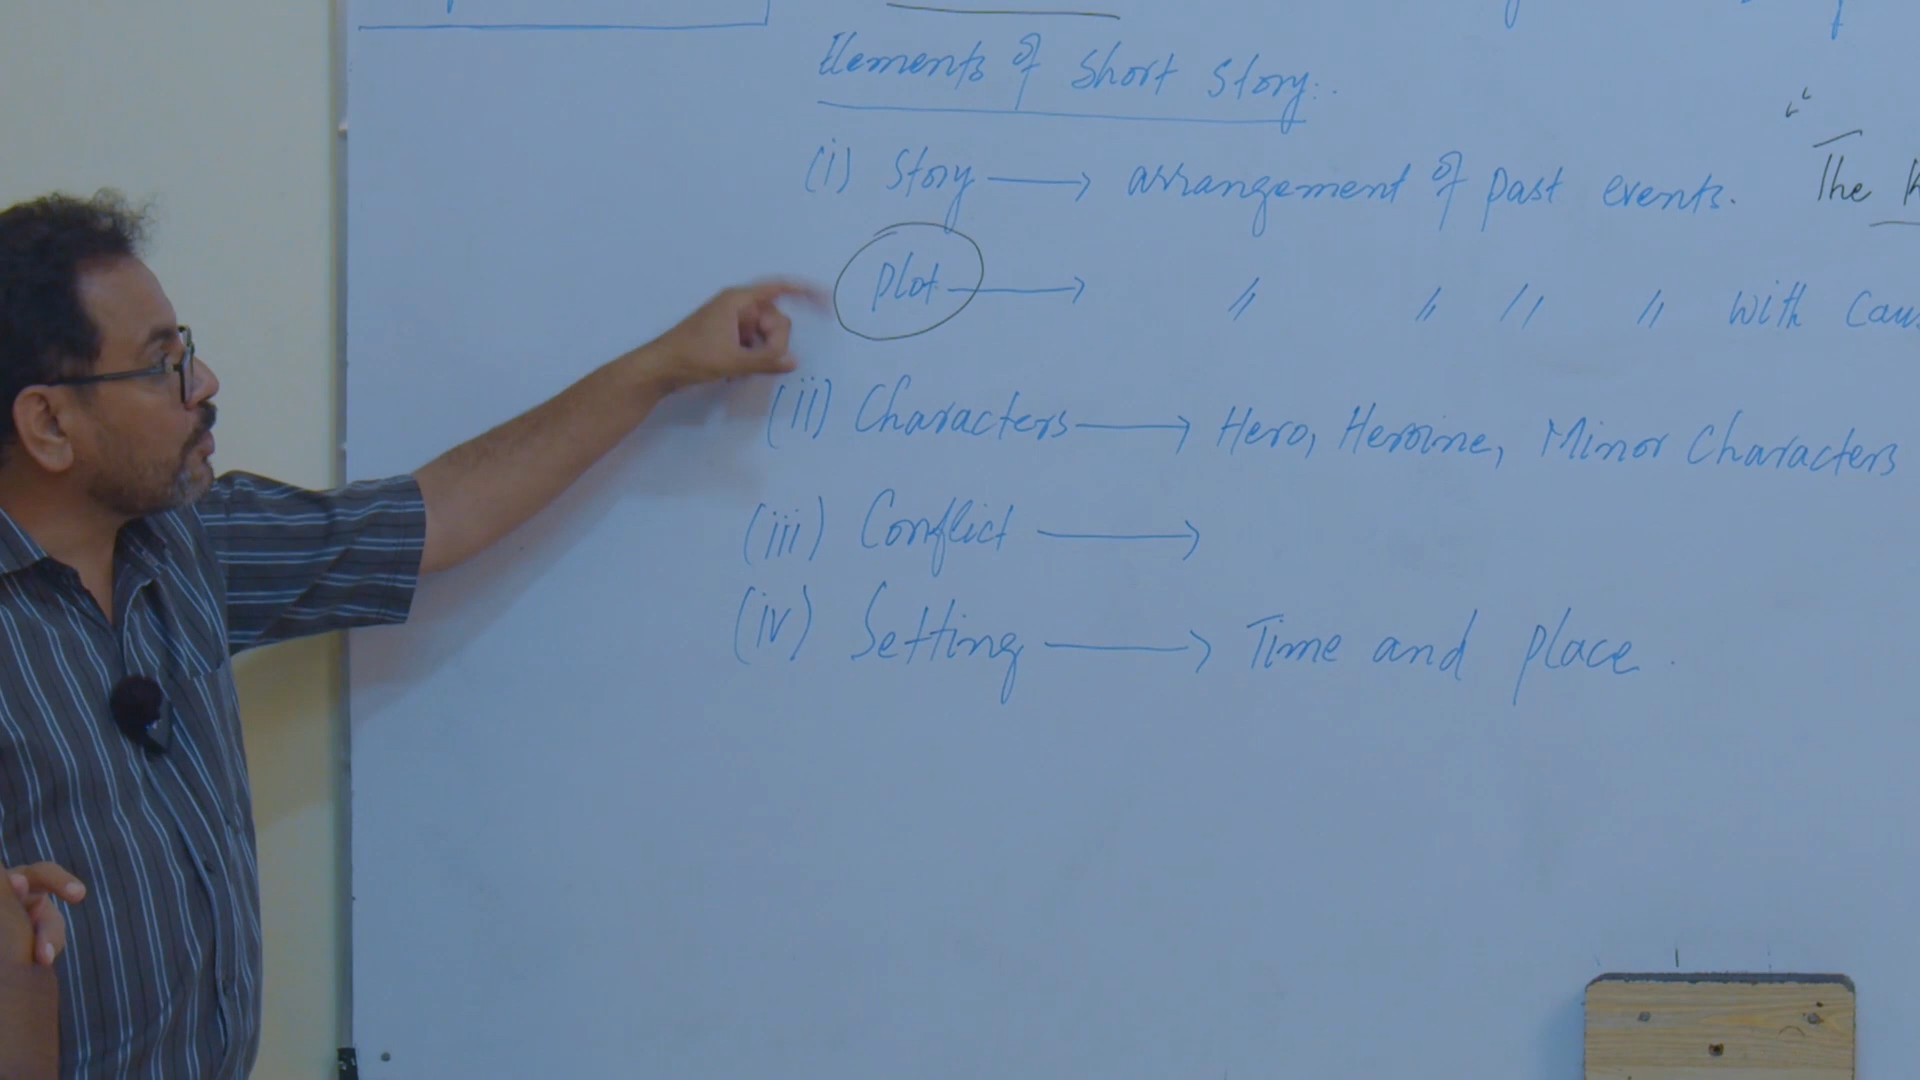 Elements of Short Story:.
(i) Story → arrangement of past events.
Plot → " " " " with
(ii) Characters → Hero, Heroine, Minor Characters
(iii) Conflict →
(iv) Setting → Time and place.
“ The